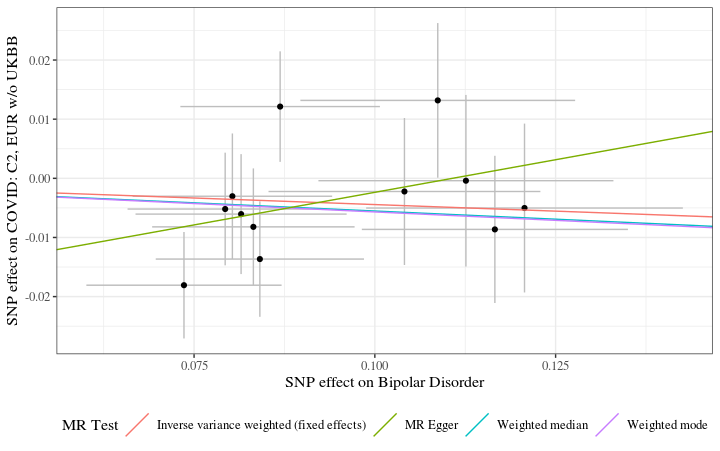 SNP effect on COVID: C2, EUR w/o UKBB
0.02
0.01
0.00
-0.01
-0.02
0.075
0.100
0.125
SNP effect on Bipolar Disorder
MR Test
Inverse variance weighted (fixed effects)
MR Egger
Weighted median
Weighted mode